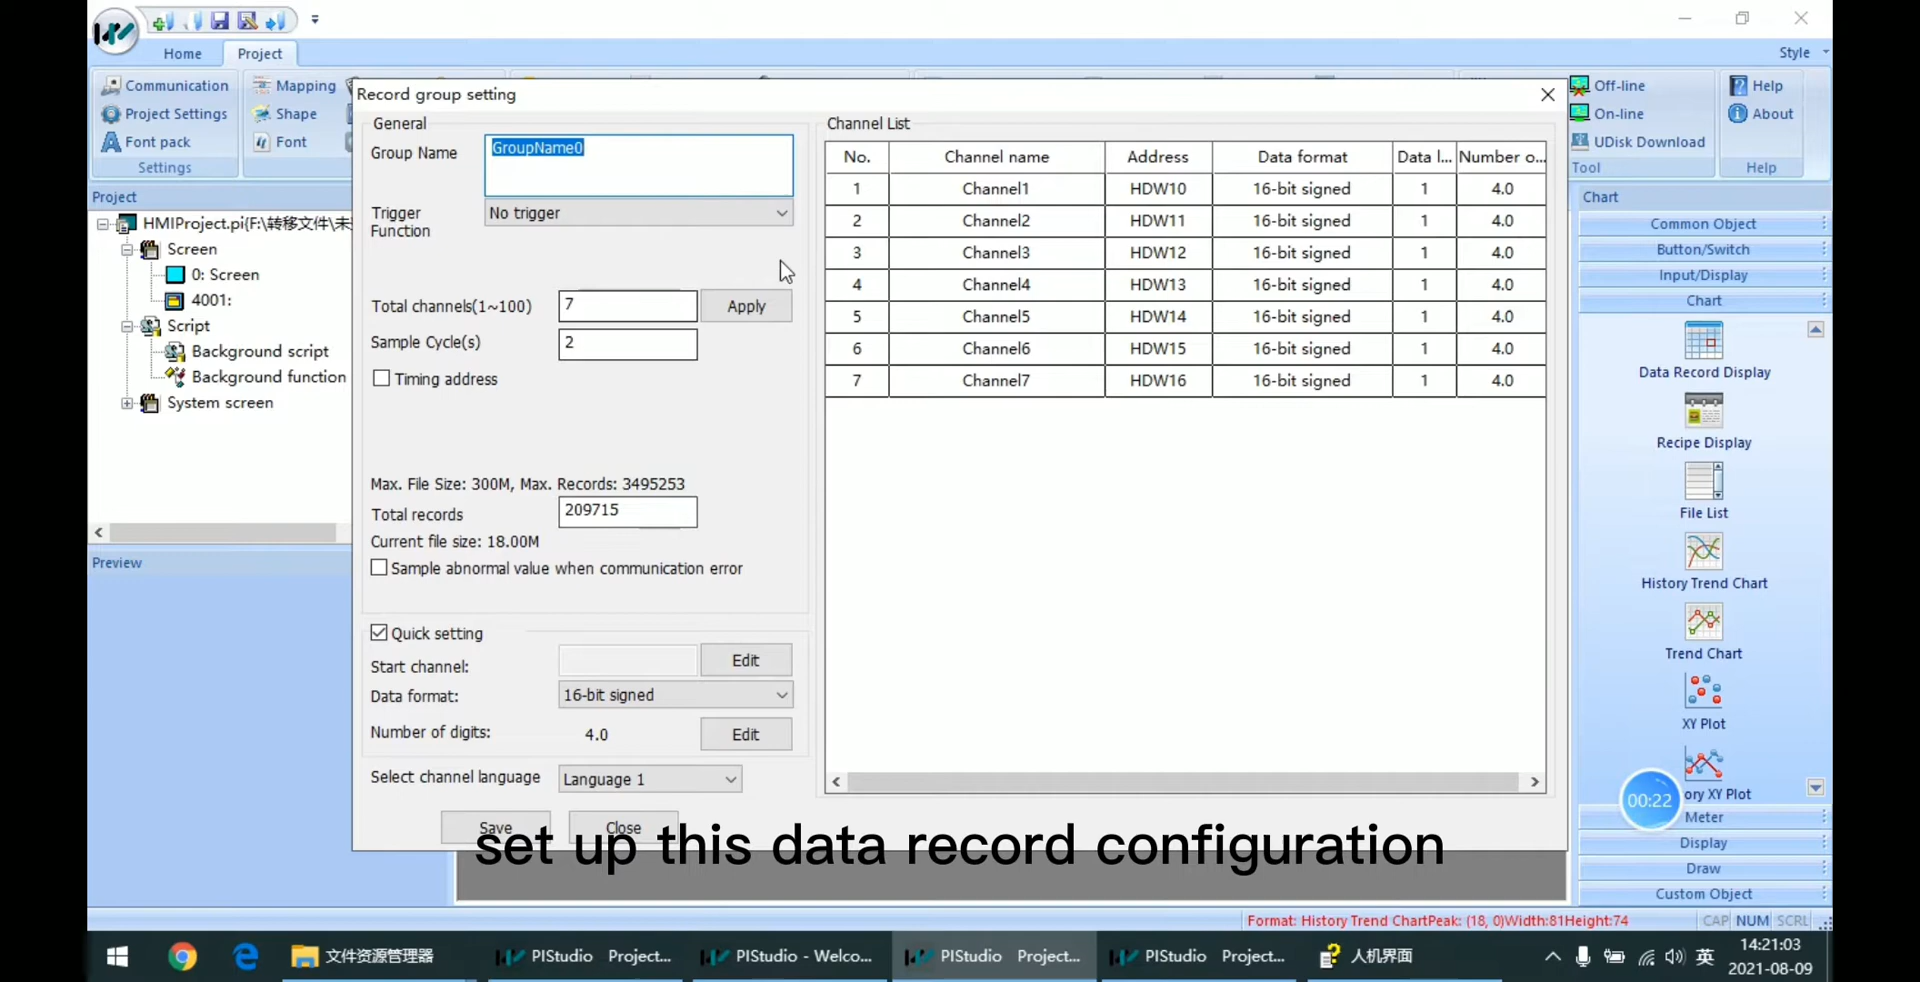 Home Project Style
Communication Mapping
Project Settings Shape
Font pack Font
Settings
Off-line Help
On-line About
UDisk Download
Tool Help
Project
HMIProject.pi{F:\转移文件\未
Screen
0: Screen
4001:
Script
Background script
Background function
System screen
Preview
Record group setting
General
Group Name GroupName0
Trigger Function No trigger
Total channels(1~100) 7 Apply
Sample Cycle(s) 2
Timing address
Max. File Size: 300M, Max. Records: 3495253
Total records 209715
Current file size: 18.00M
Sample abnormal value when communication error
Quick setting
Start channel: Edit
Data format: 16-bit signed
Number of digits: 4.0 Edit
Select channel language Language 1
Save Close
Channel List
No. Channel name Address Data format Data l... Number o...
1 Channel1 HDW10 16-bit signed 1 4.0
2 Channel2 HDW11 16-bit signed 1 4.0
3 Channel3 HDW12 16-bit signed 1 4.0
4 Channel4 HDW13 16-bit signed 1 4.0
5 Channel5 HDW14 16-bit signed 1 4.0
6 Channel6 HDW15 16-bit signed 1 4.0
7 Channel7 HDW16 16-bit signed 1 4.0
Chart
Common Object
Button/Switch
Input/Display
Chart
Data Record Display
Recipe Display
File List
History Trend Chart
Trend Chart
XY Plot
ory XY Plot
00:22
Meter
Display
Draw
Custom Object
set up this data record configuration
Format: History Trend ChartPeak: (18, 0)Width:81Height:74 CAP NUM SCRL
文件资源管理器 PIStudio Project... PIStudio - Welco... PIStudio Project... PIStudio Project... 人机界面 英 14:21:03
2021-08-09